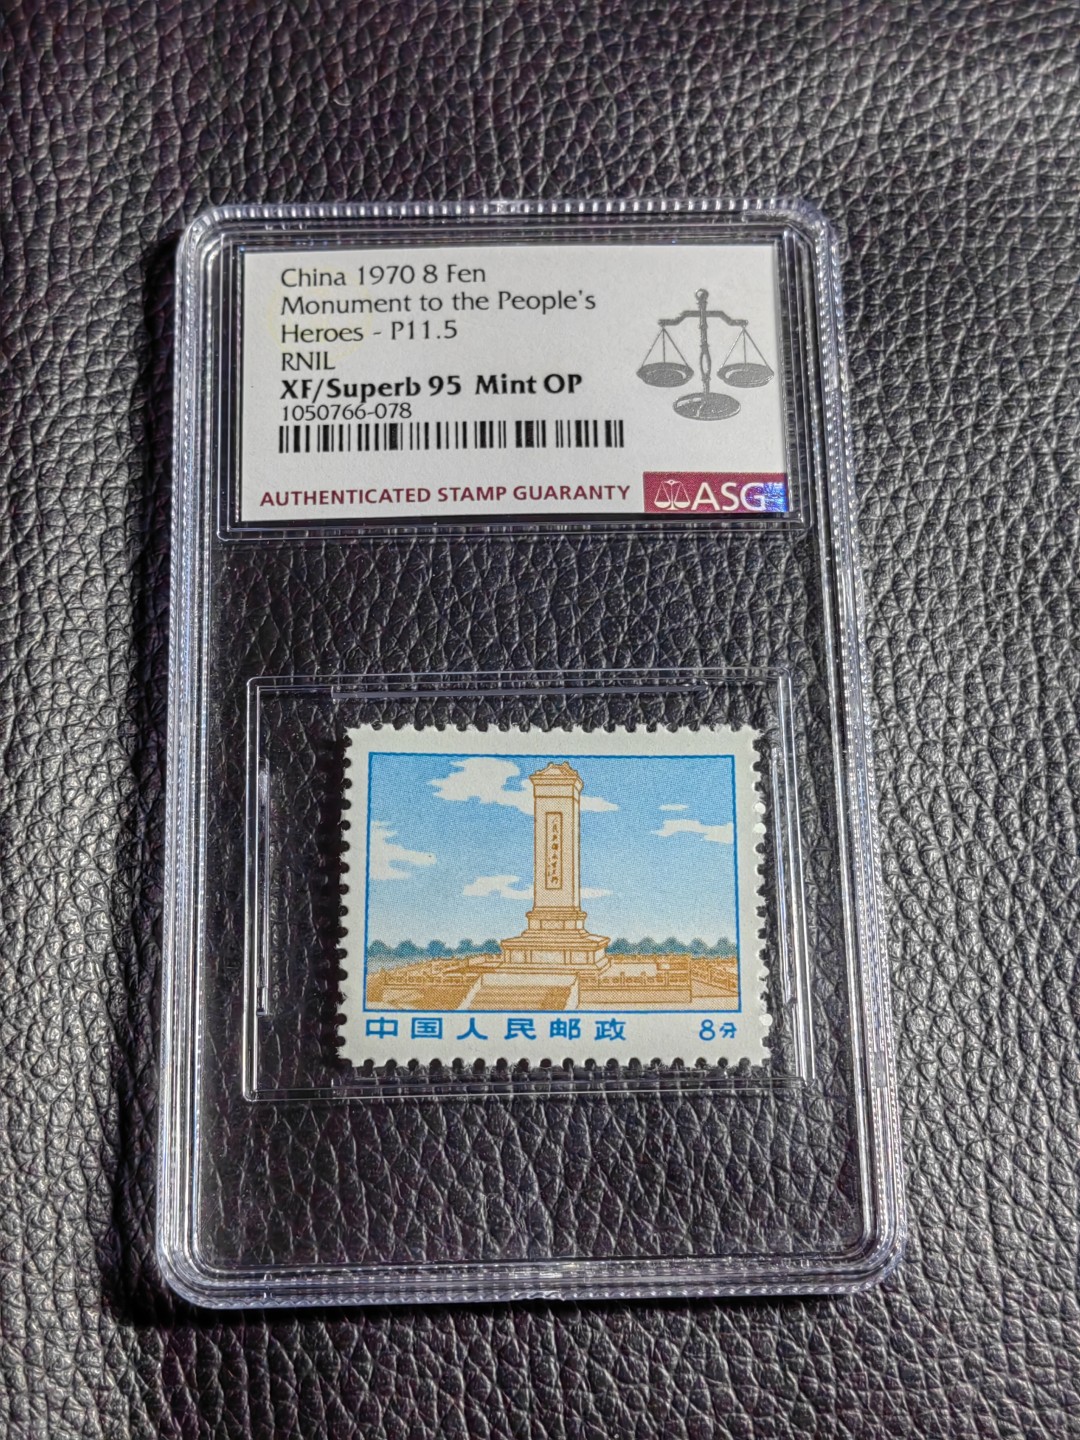 China 1970 8 Fen
Monument to the People's
Heroes - P11.5
RNIL
XF/Superb 95 Mint OP
1050766-078
AUTHENTICATED STAMP GUARANTY
ASG
中国人民邮政 8分